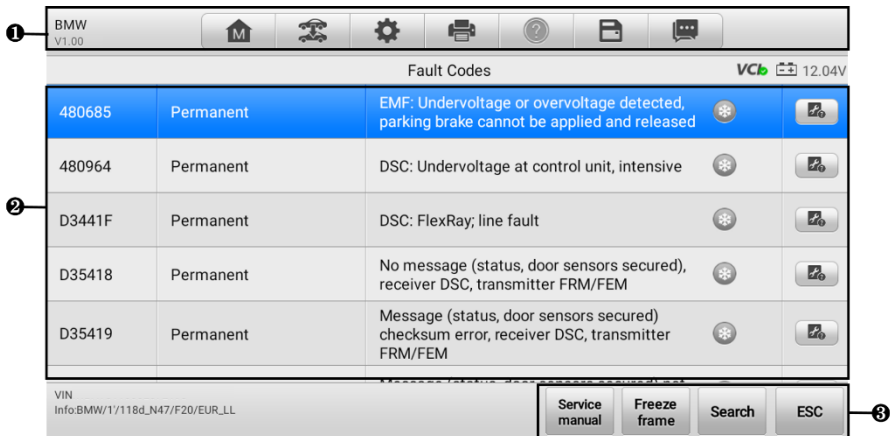 BMW
V1.00
M
?
❶
Fault Codes
VCI 12.04V
480685 Permanent EMF: Undervoltage or overvoltage detected,
parking brake cannot be applied and released
480964 Permanent DSC: Undervoltage at control unit, intensive
❷
D3441F Permanent DSC: FlexRay; line fault
D35418 Permanent No message (status, door sensors secured),
receiver DSC, transmitter FRM/FEM
D35419 Permanent Message (status, door sensors secured)
checksum error, receiver DSC, transmitter
FRM/FEM
VIN
Info:BMW/1'/118d_N47/F20/EUR_LL
Service
manual
Freeze
frame
Search
ESC
❸